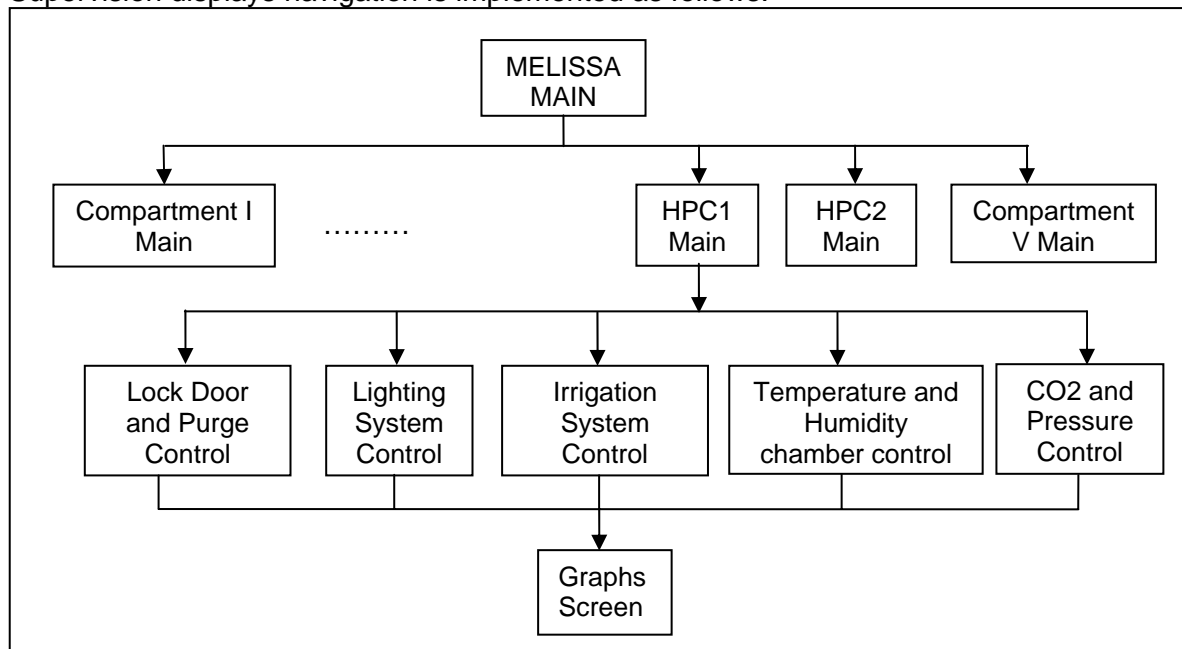 Supervision displays navigation is implemented as follows:
MELISSA
MAIN
Compartment I
Main
………
HPC1
Main
HPC2
Main
Compartment
V Main
Lock Door
and Purge
Control
Lighting
System
Control
Irrigation
System
Control
Temperature and
Humidity
chamber control
CO2 and
Pressure
Control
Graphs
Screen